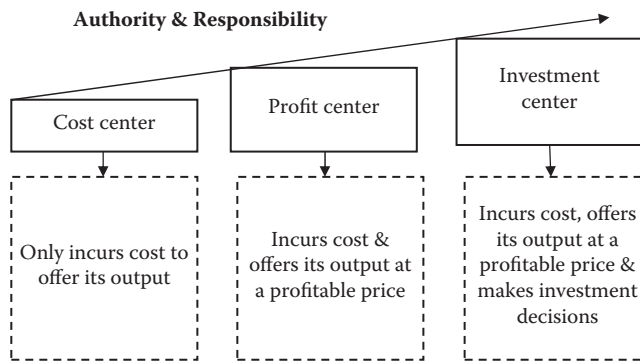 Authority & Responsibility
Cost center
Profit center
Investment
center
Only incurs cost to
offer its output
Incurs cost &
offers its output at
a profitable price
Incurs cost, offers
its output at a
profitable price &
makes investment
decisions